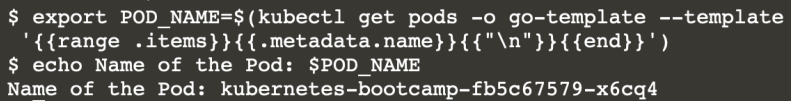 $ export POD_NAME=$(kubectl get pods -o go-template --template
'{{range .items}}{{.metadata.name}}{{"\n"}}{{end}}')
$ echo Name of the Pod: $POD_NAME
Name of the Pod: kubernetes-bootcamp-fb5c67579-x6cq4